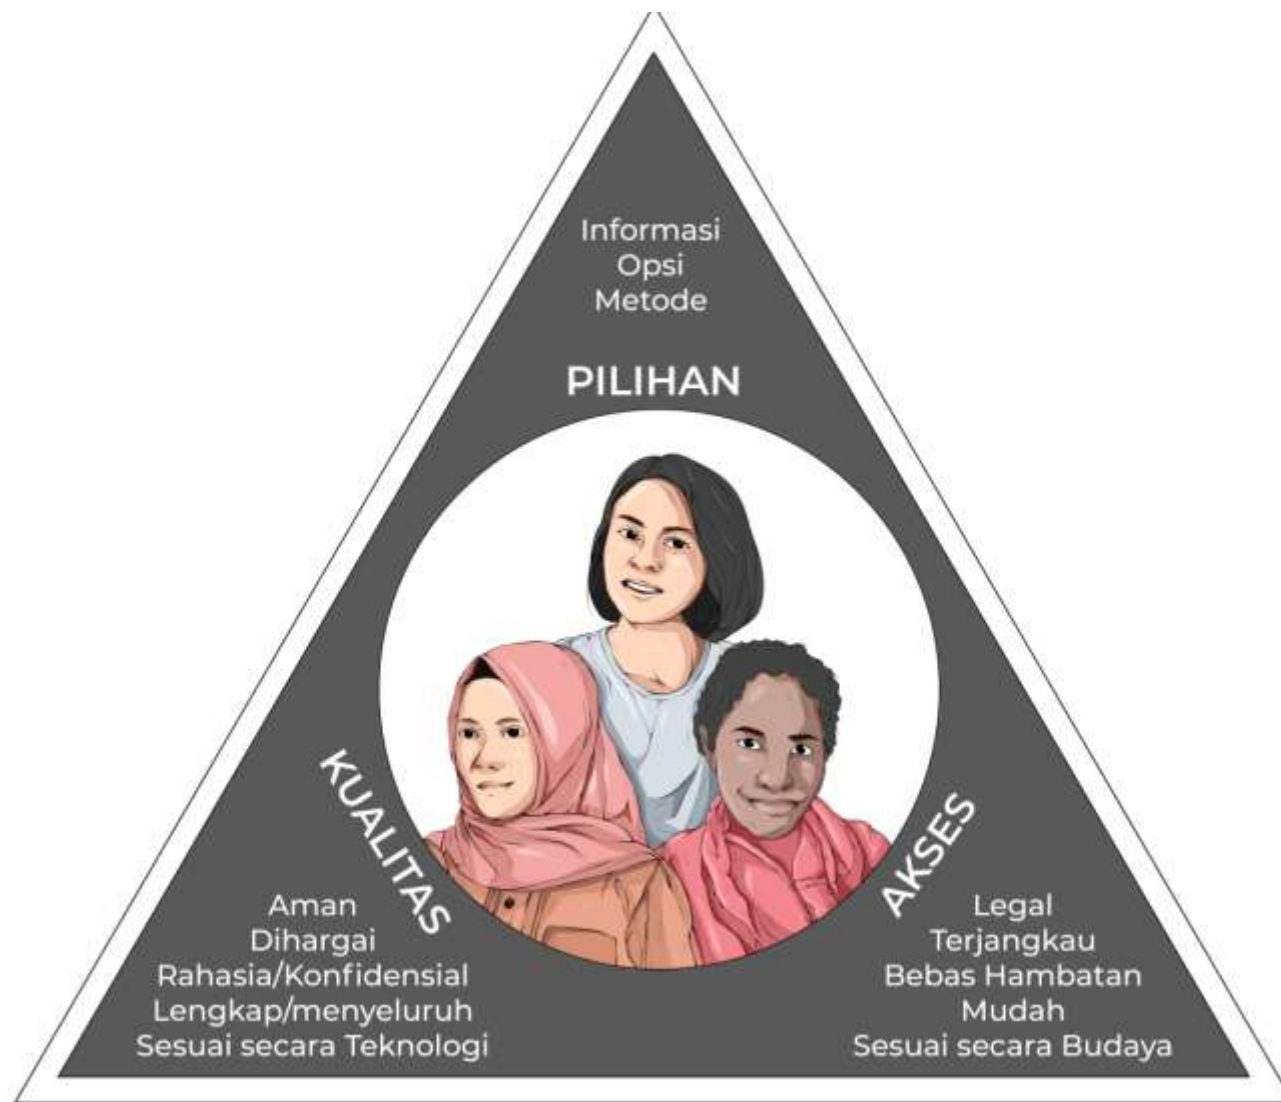 Informasi
Opsi
Metode
PILIHAN
KUALITAS
Aman
Dihargai
Rahasia/Konfidensial
Lengkap/menyeluruh
Sesuai secara Teknologi
AKSES
Legal
Terjangkau
Bebas Hambatan
Mudah
Sesuai secara Budaya